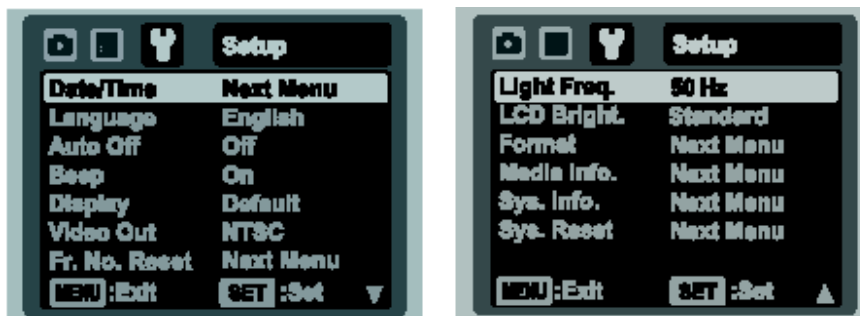 Setup
Date/Time Next Menu
Language English
Auto Off Off
Beep On
Display Default
Video Out NTSC
Fr. No. Reset Next Menu
MENU :Exit SET :Set
Setup
Light Freq. 50 Hz
LCD Bright. Standard
Format Next Menu
Media Info. Next Menu
Sys. Info. Next Menu
Sys. Reset Next Menu
MENU :Exit SET :Set